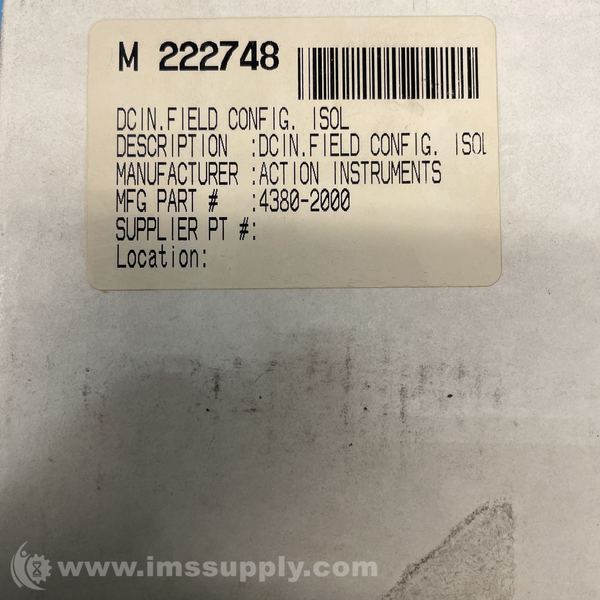 M 222748
DCIN.FIELD CONFIG. ISOL
DESCRIPTION :DCIN.FIELD CONFIG. ISOL
MANUFACTURER :ACTION INSTRUMENTS
MFG PART # :4380-2000
SUPPLIER PT #:
Location:
www.imssupply.com